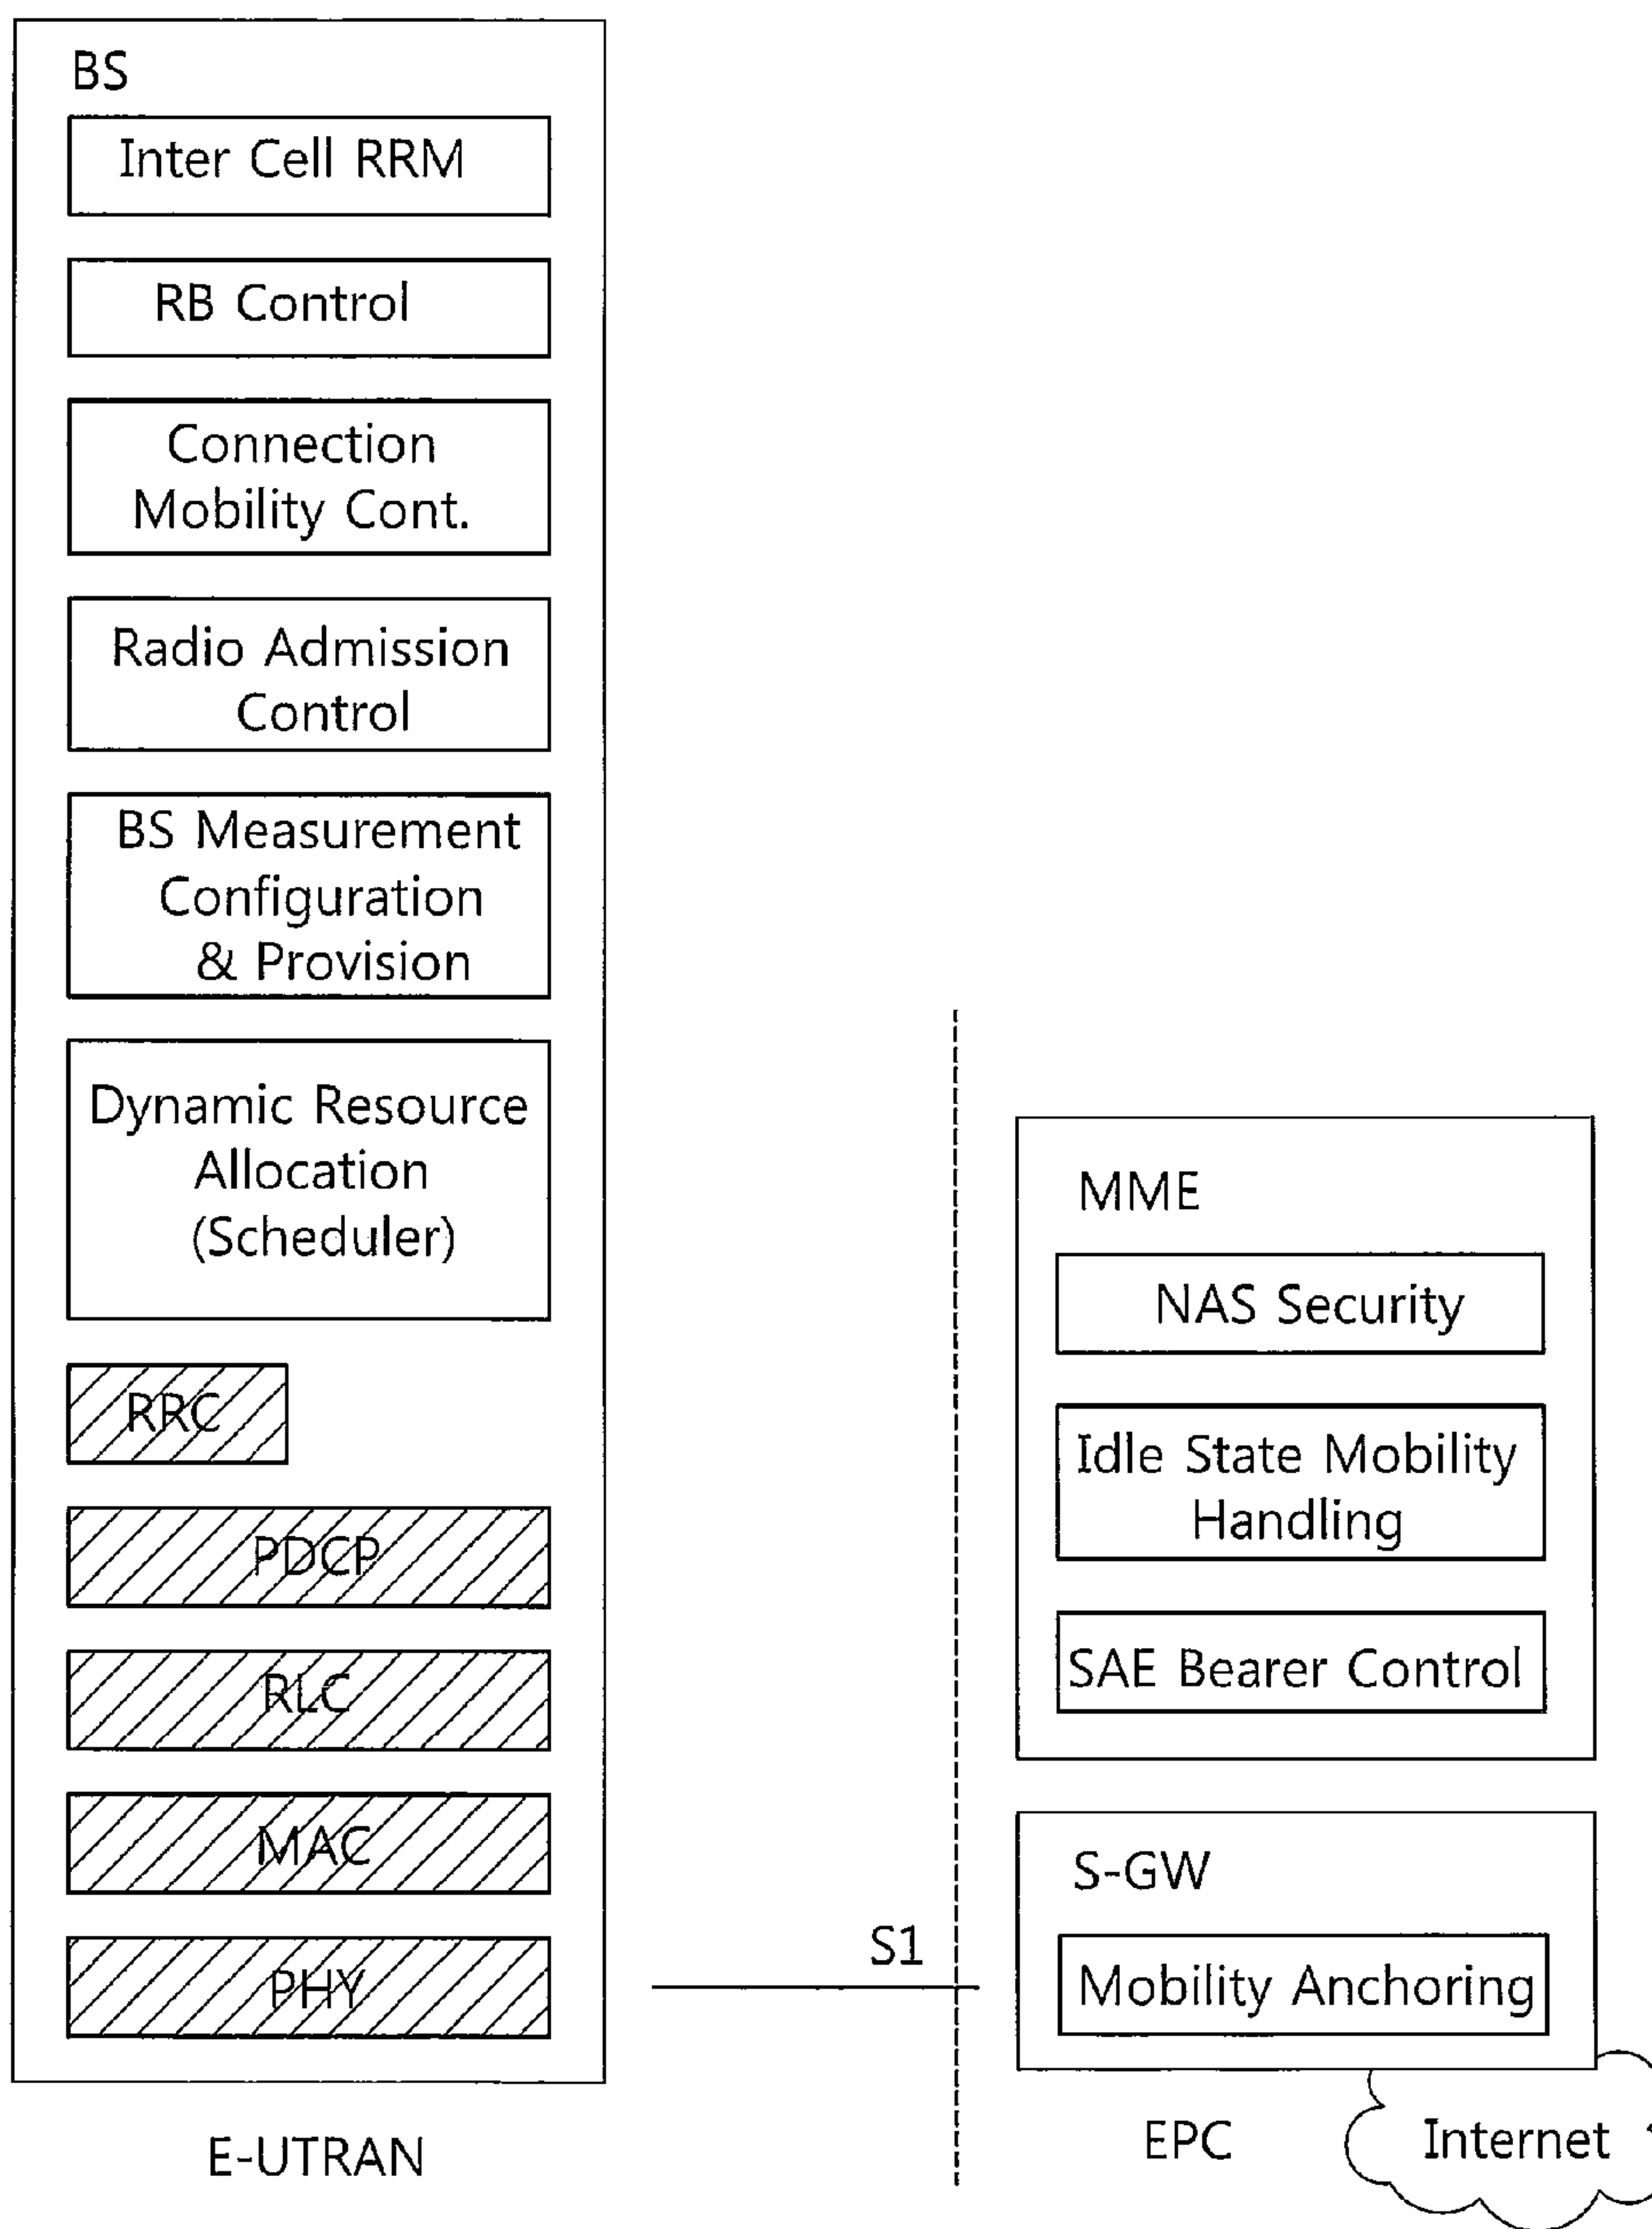 BS
Inter Cell RRM
RB Control
Connection
Mobility Cont.
Radio Admission
Control
BS Measurement
Configuration
& Provision
Dynamic Resource
Allocation
(Scheduler)
RRC
PDCP
RLC
MAC
PHY
E-UTRAN
S1
MME
NAS Security
Idle State Mobility
Handling
SAE Bearer Control
S-GW
Mobility Anchoring
EPC
Internet